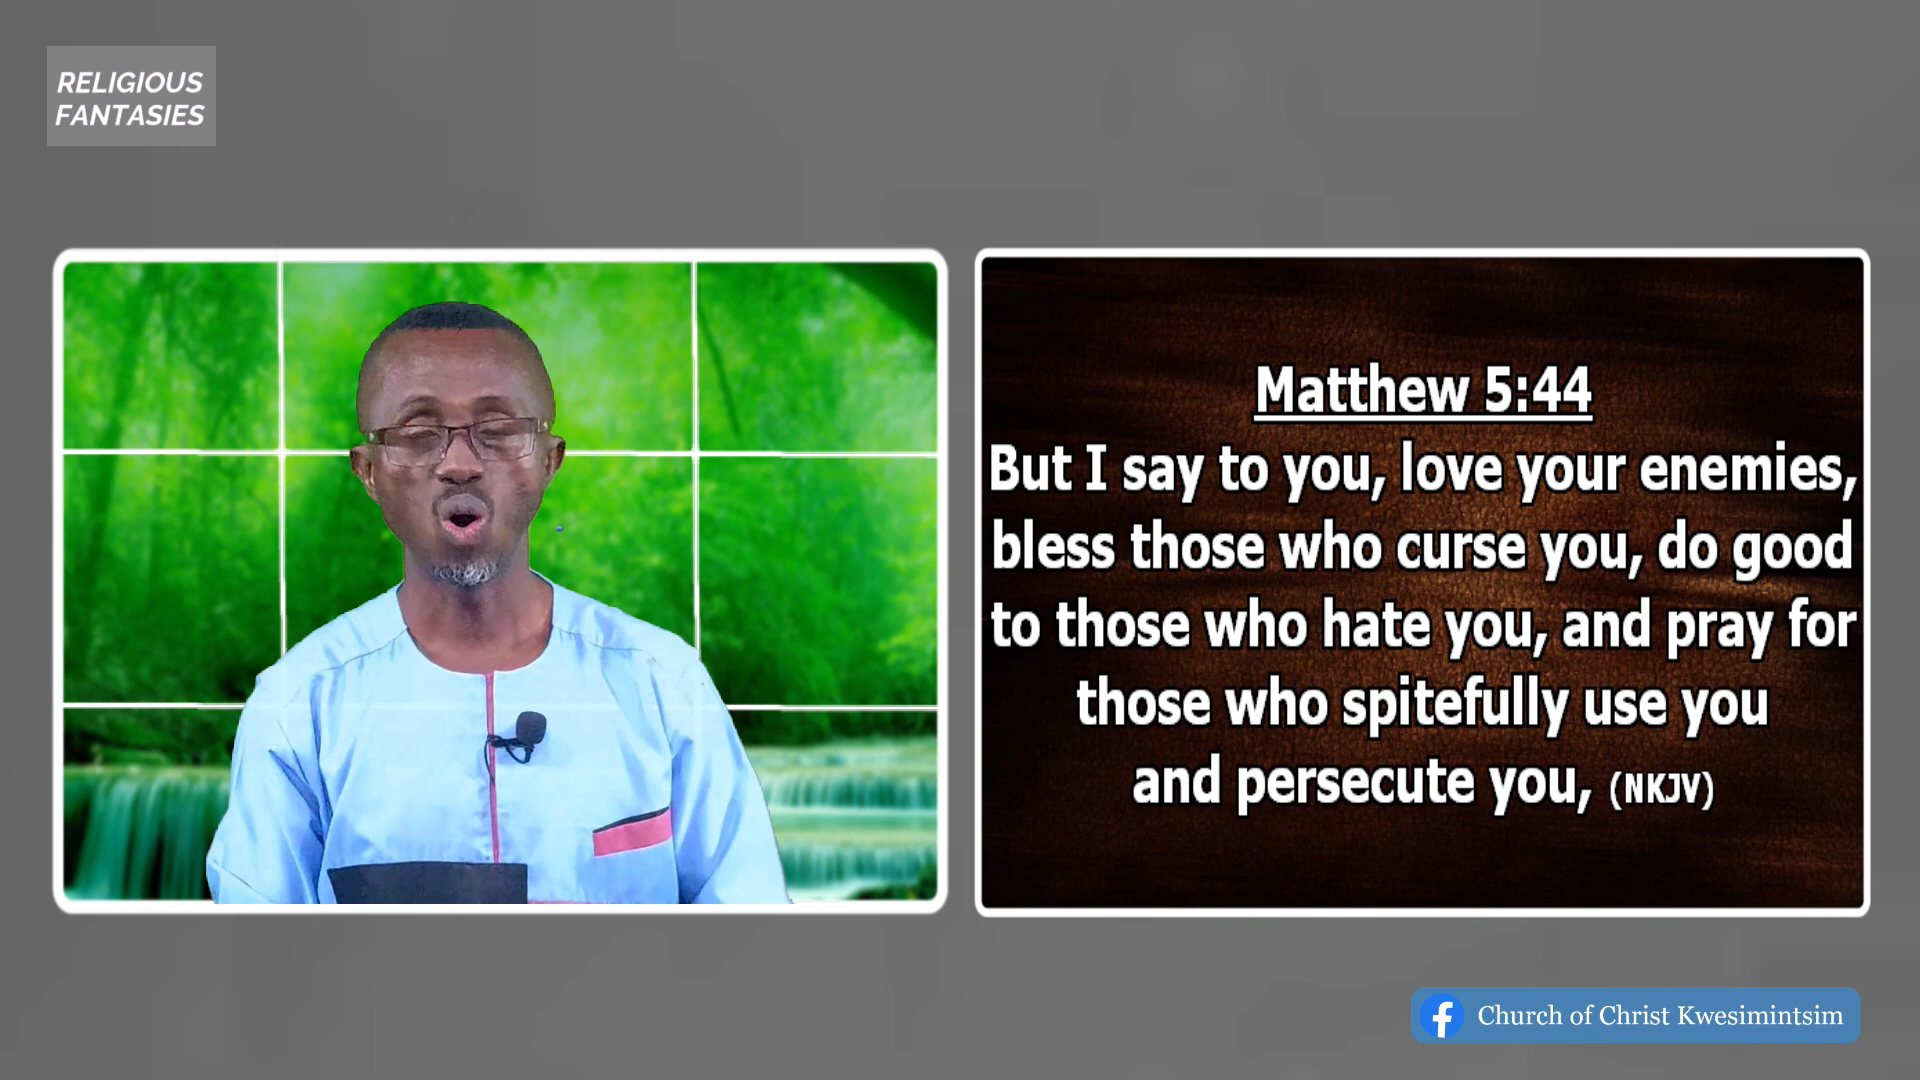 RELIGIOUS
FANTASIES
Matthew 5:44
But I say to you, love your enemies,
bless those who curse you, do good
to those who hate you, and pray for
those who spitefully use you
and persecute you, (NKJV)
Church of Christ Kwesimintsim